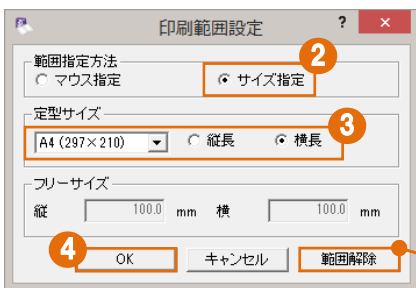 印刷範囲設定 ? ×
範囲指定方法
マウス指定 サイズ指定 2
定型サイズ
A4 (297×210) 縦長 横長 3
フリーサイズ
縦 100.0 mm 横 100.0 mm
4 OK キャンセル 範囲解除